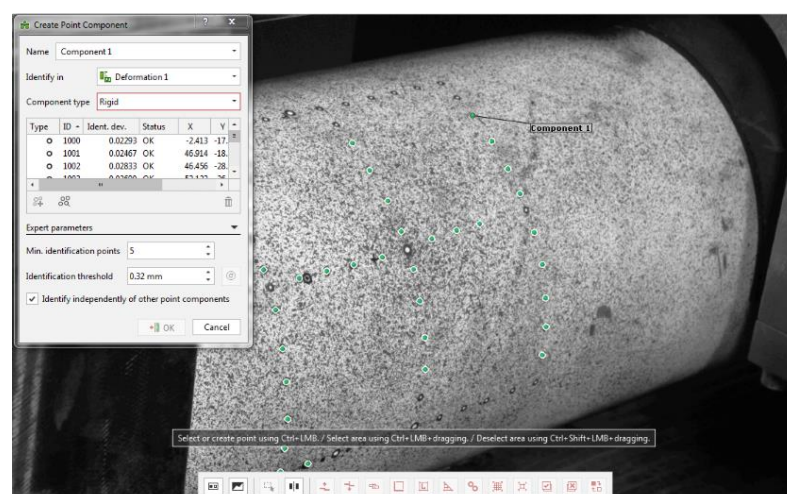 Create Point Component
Name Component 1
Identify in Deformation 1
Component type Rigid
Type ID Ident. dev. Status X Y
1000 0.02293 OK -2.413 -17.
1001 0.02467 OK 46.914 -18.
1002 0.02833 OK 46.456 -28.
Expert parameters
Min. identification points 5
Identification threshold 0.32 mm
Identify independently of other point components
OK Cancel
Component 1
Select or create point using Ctrl+LMB. / Select area using Ctrl+LMB+dragging. / Deselect area using Ctrl+Shift+LMB+dragging.